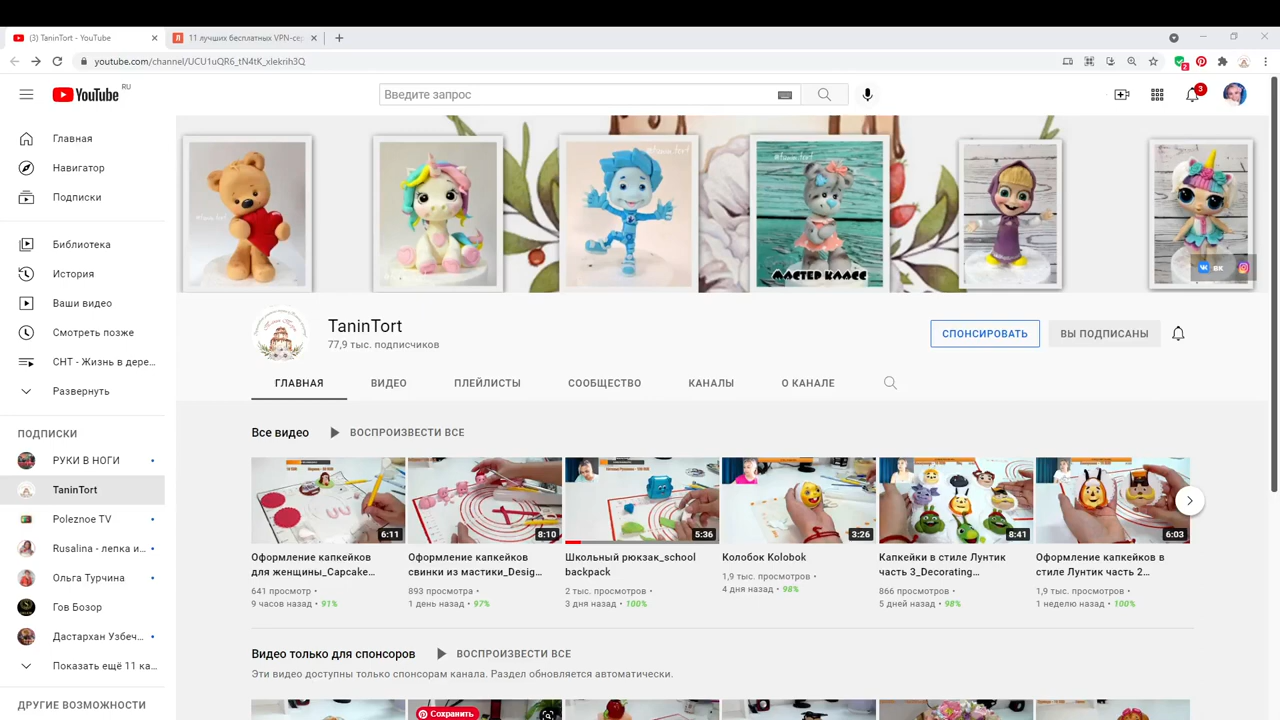 (3) TaninTort - YouTube
11 лучших бесплатных VPN-се
youtube.com/channel/UCU1uQR6_tN4tK_xlekrih3Q
2
YouTube RU
Введите запрос
3
Главная
Навигатор
Подписки
Библиотека
История
Ваши видео
Смотреть позже
СНТ - Жизнь в дере...
Развернуть
ПОДПИСКИ
РУКИ В НОГИ
TaninTort
Poleznoe TV
Rusalina - лепка и...
Ольга Турчина
Гов Бозор
Дастархан Узбеч...
Показать ещё 11 ка...
ДРУГИЕ ВОЗМОЖНОСТИ
МАСТЕР КЛАСС
ВК
TaninTort
77,9 тыс. подписчиков
СПОНСИРОВАТЬ
ВЫ ПОДПИСАНЫ
ГЛАВНАЯ
ВИДЕО
ПЛЕЙЛИСТЫ
СООБЩЕСТВО
КАНАЛЫ
О КАНАЛЕ
Все видео
ВОСПРОИЗВЕСТИ ВСЕ
6:11
8:10
5:36
3:26
8:41
6:03
Оформление капкейков
для женщины_Capcake...
641 просмотр •
9 часов назад • 91%
Оформление капкейков
свинки из мастики_Desig...
893 просмотра •
1 день назад • 97%
Школьный рюкзак_school
backpack
2 тыс. просмотров •
3 дня назад • 100%
Колобок Kolobok
1,9 тыс. просмотров •
4 дня назад • 98%
Капкейки в стиле Лунтик
часть 3_Decorating...
866 просмотров •
5 дней назад • 98%
Оформление капкейков в
стиле Лунтик часть 2...
1,9 тыс. просмотров •
1 неделю назад • 100%
Видео только для спонсоров
ВОСПРОИЗВЕСТИ ВСЕ
Эти видео доступны только спонсорам канала. Раздел обновляется автоматически.
Сохранить